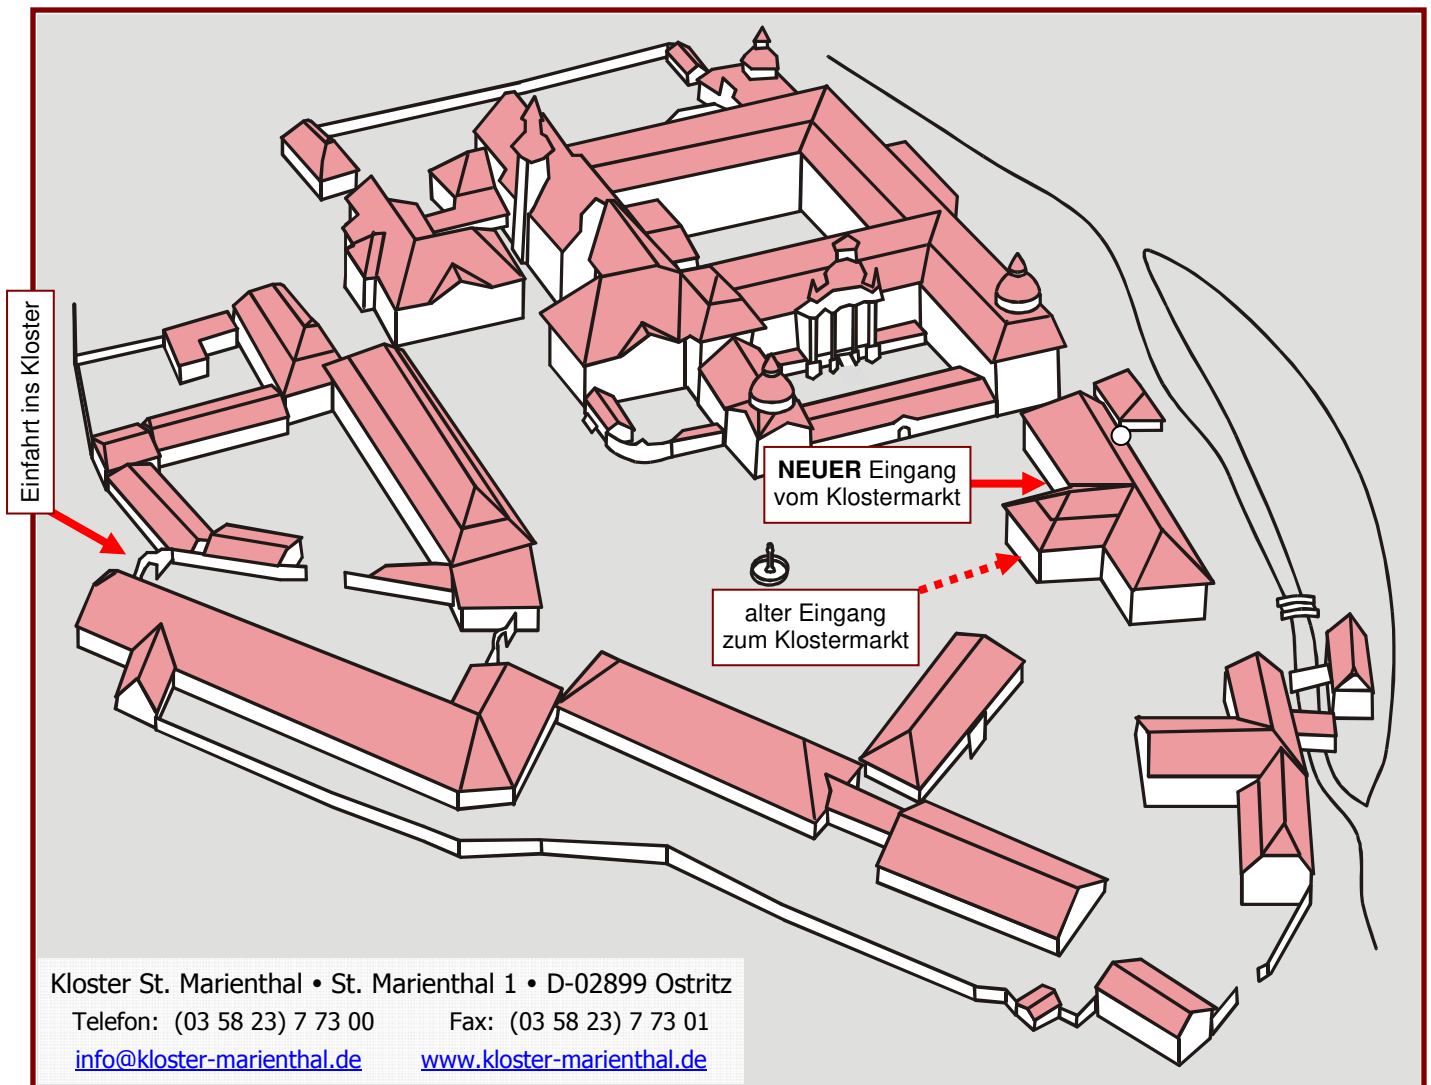 Einfahrt ins Kloster
NEUER Eingang
vom Klostermarkt
alter Eingang
zum Klostermarkt
Kloster St. Marienthal • St. Marienthal 1 • D-02899 Ostritz
Telefon: (03 58 23) 7 73 00 Fax: (03 58 23) 7 73 01
info@kloster-marienthal.de www.kloster-marienthal.de